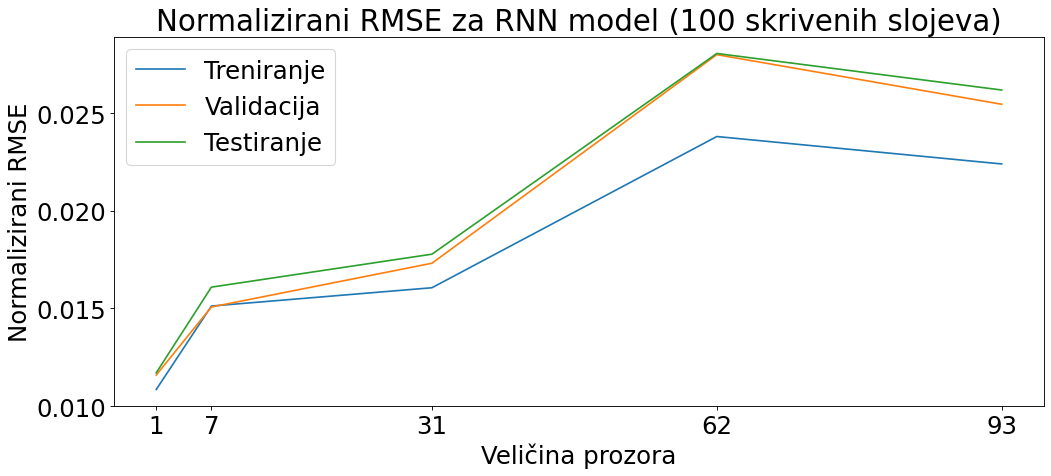 Normalizirani RMSE za RNN model (100 skrivenih slojeva)
Treniranje
Validacija
Testiranje
Normalizirani RMSE
0.025
0.020
0.015
0.010
1 7 31 62 93
Veličina prozora